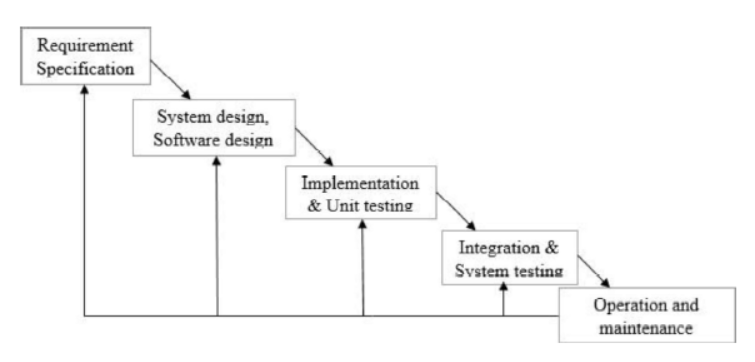 Requirement
Specification
System design,
Software design
Implementation
& Unit testing
Integration &
System testing
Operation and
maintenance